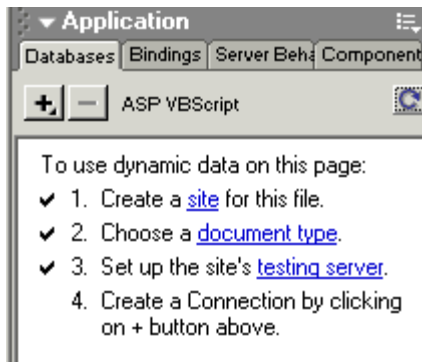 Application
Databases Bindings Server Beha Component
ASP VBScript
To use dynamic data on this page:
1. Create a site for this file.
2. Choose a document type.
3. Set up the site's testing server.
4. Create a Connection by clicking
on + button above.